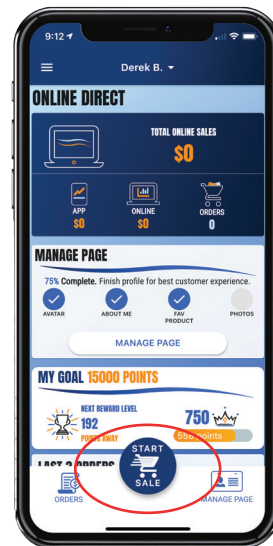 9:12
Derek B.
ONLINE DIRECT
TOTAL ONLINE SALES
$0
APP
$0
ONLINE
$0
ORDERS
0
MANAGE PAGE
75% Complete. Finish profile for best customer experience.
AVATAR
ABOUT ME
FAV
PRODUCT
PHOTOS
MANAGE PAGE
MY GOAL 15000 POINTS
NEXT REWARD LEVEL
192
POINTS AWAY
750
558 points
LAST 3 ORDERS
START
SALE
ORDERS
MANAGE PAGE